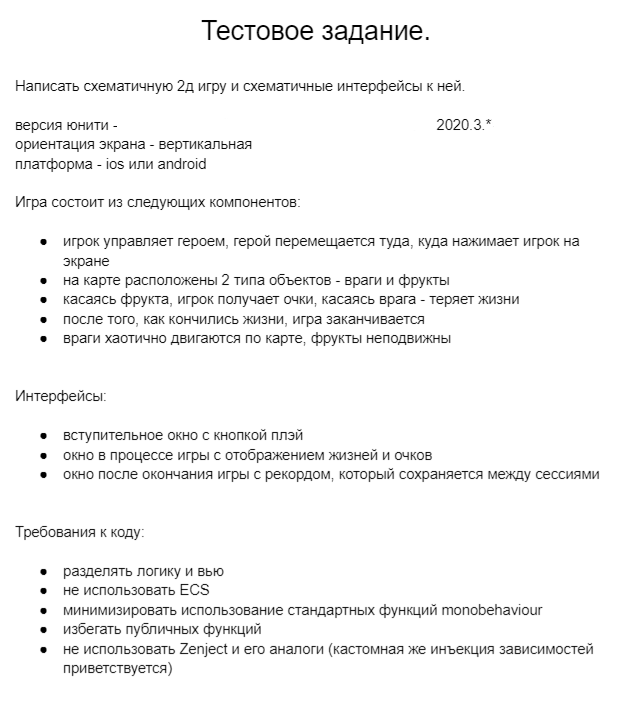 Тестовое задание.
Написать схематичную 2д игру и схематичные интерфейсы к ней.
версия юнити - 2020.3.*
ориентация экрана - вертикальная
платформа - ios или android
Игра состоит из следующих компонентов:
● игрок управляет героем, герой перемещается туда, куда нажимает игрок на
экране
● на карте расположены 2 типа объектов - враги и фрукты
● касаясь фрукта, игрок получает очки, касаясь врага - теряет жизни
● после того, как кончились жизни, игра заканчивается
● враги хаотично двигаются по карте, фрукты неподвижны
Интерфейсы:
● вступительное окно с кнопкой плэй
● окно в процессе игры с отображением жизней и очков
● окно после окончания игры с рекордом, который сохраняется между сессиями
Требования к коду:
● разделять логику и вью
● не использовать ECS
● минимизировать использование стандартных функций monobehaviour
● избегать публичных функций
● не использовать Zenject и его аналоги (кастомная же инъекция зависимостей
приветствуется)